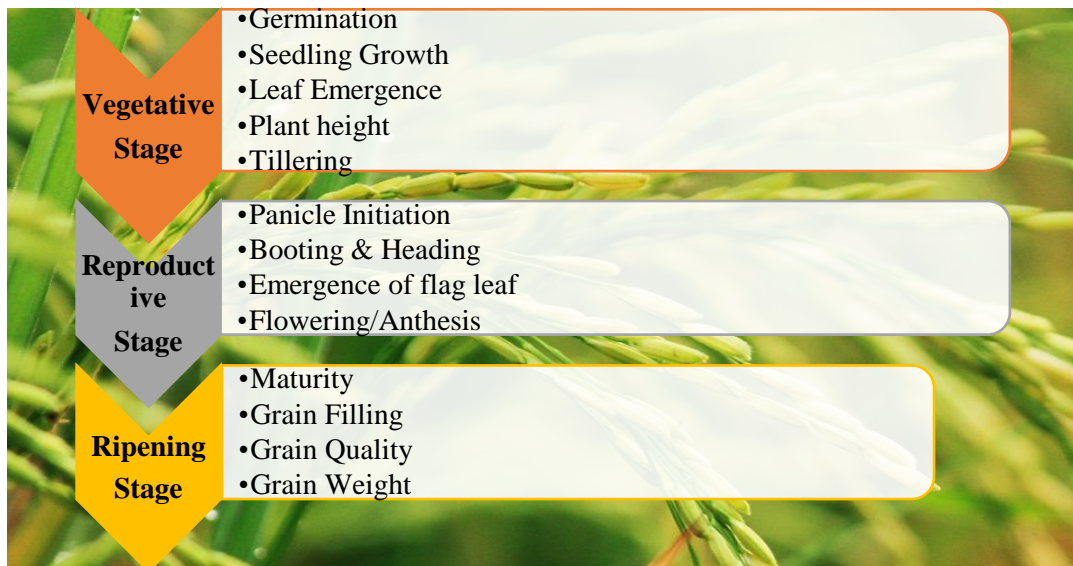 Vegetative
Stage
•Germination
•Seedling Growth
•Leaf Emergence
•Plant height
•Tillering
Reproduct
ive
Stage
•Panicle Initiation
•Booting & Heading
•Emergence of flag leaf
•Flowering/Anthesis
Ripening
Stage
•Maturity
•Grain Filling
•Grain Quality
•Grain Weight